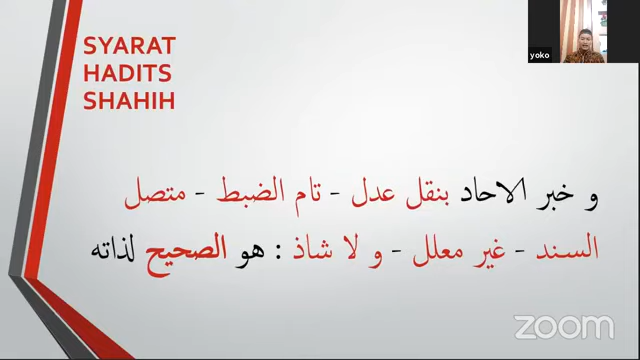 SYARAT
HADITS
SHAHIH
و خبر الاحاد بنقل عدل - تام الضبط - متصل
السند - غير معلل - و لا شاذ : هو الصحيح لذاته
yoko
zoom